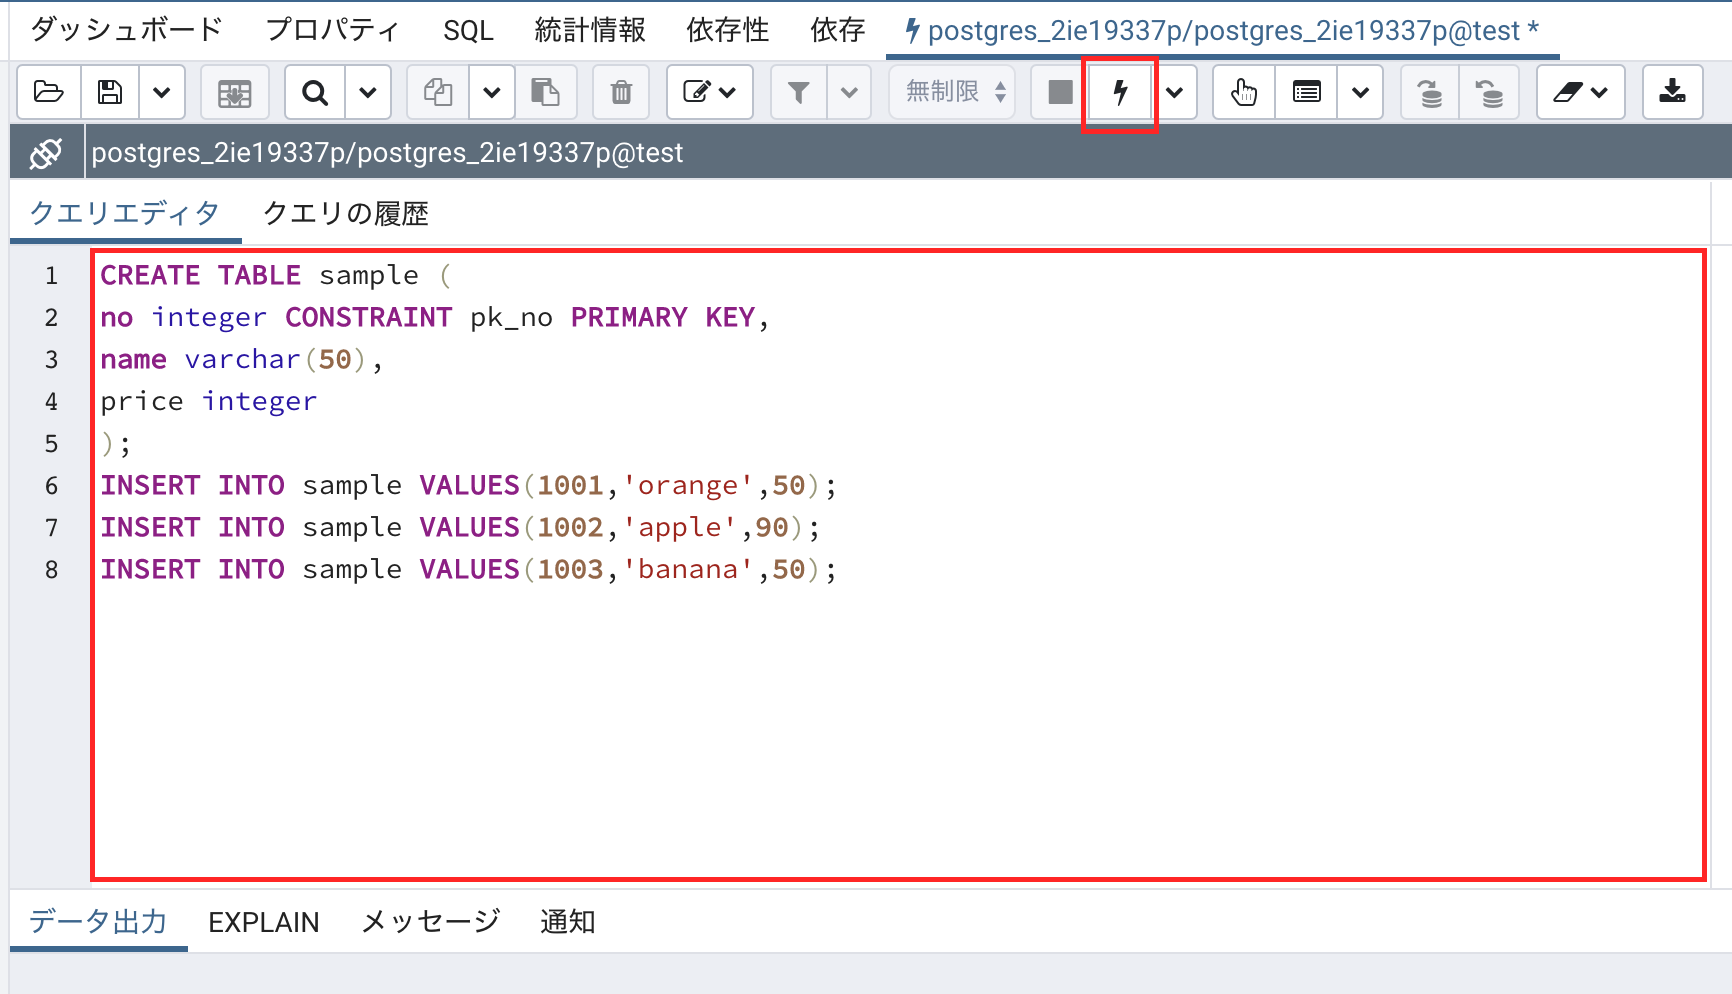 ダッシュボード プロパティ SQL 統計情報 依存性 依存 postgres_2ie19337p/postgres_2ie19337p@test *
無制限
postgres_2ie19337p/postgres_2ie19337p@test
クエリエディタ クエリの履歴
1 CREATE TABLE sample (
2 no integer CONSTRAINT pk_no PRIMARY KEY,
3 name varchar(50),
4 price integer
5 );
6 INSERT INTO sample VALUES(1001,'orange',50);
7 INSERT INTO sample VALUES(1002,'apple',90);
8 INSERT INTO sample VALUES(1003,'banana',50);
データ出力 EXPLAIN メッセージ 通知